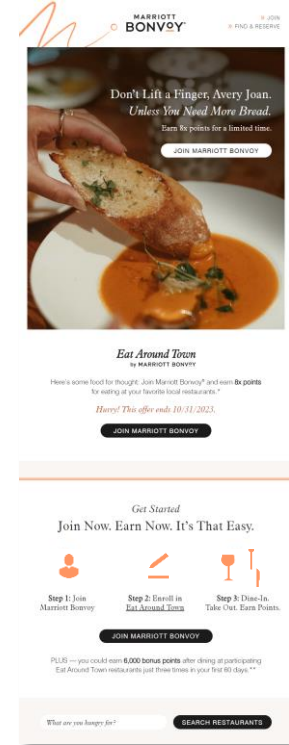 MARRIOTT
BONVOY
JOIN
FIND & RESERVE
Don't Lift a Finger, Avery Joan.
Unless You Need More Bread.
Earn 8x points for a limited time.
JOIN MARRIOTT BONVOY
Eat Around Town
by MARRIOTT BONVOY
Here's some food for thought: Join Marriott Bonvoy® and earn 8x points
for eating at your favorite local restaurants.*
Hurry! This offer ends 10/31/2023.
JOIN MARRIOTT BONVOY
Get Started
Join Now. Earn Now. It's That Easy.
Step 1: Join
Marriott Bonvoy
Step 2: Enroll in
Eat Around Town
Step 3: Dine-In.
Take Out. Earn Points.
JOIN MARRIOTT BONVOY
PLUS — you could earn 6,000 bonus points after dining at participating
Eat Around Town restaurants just three times in your first 60 days.**
What are you hungry for?
SEARCH RESTAURANTS